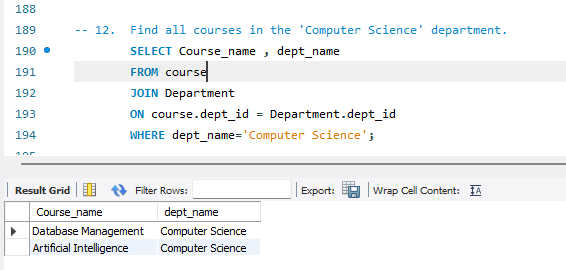 188
189 -- 12. Find all courses in the 'Computer Science' department.
190 SELECT Course_name , dept_name
191 FROM course
192 JOIN Department
193 ON course.dept_id = Department.dept_id
194 WHERE dept_name='Computer Science';
195
Result Grid Filter Rows: Export: Wrap Cell Content: IA
Course_name dept_name
Database Management Computer Science
Artificial Intelligence Computer Science